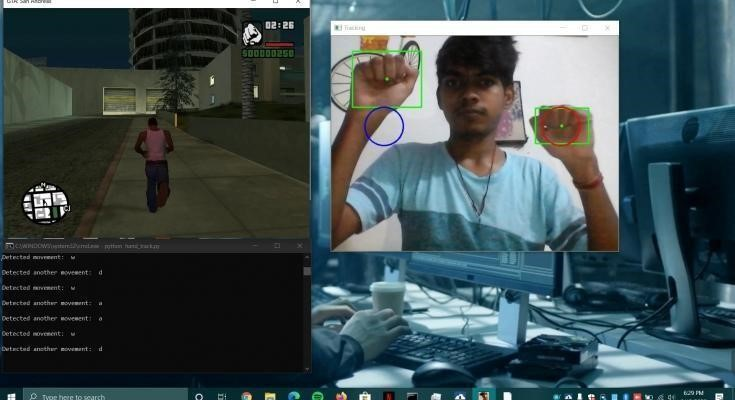 GTA: San Andreas
02:26
$00000250
N
Tracking
C:\WINDOWS\system32\cmd.exe - python hand_track.py
Detected movement: w
Detected another movement: d
Detected movement: w
Detected another movement: a
Detected another movement: a
Detected movement: w
Detected another movement: d
Type here to search
6:29 PM